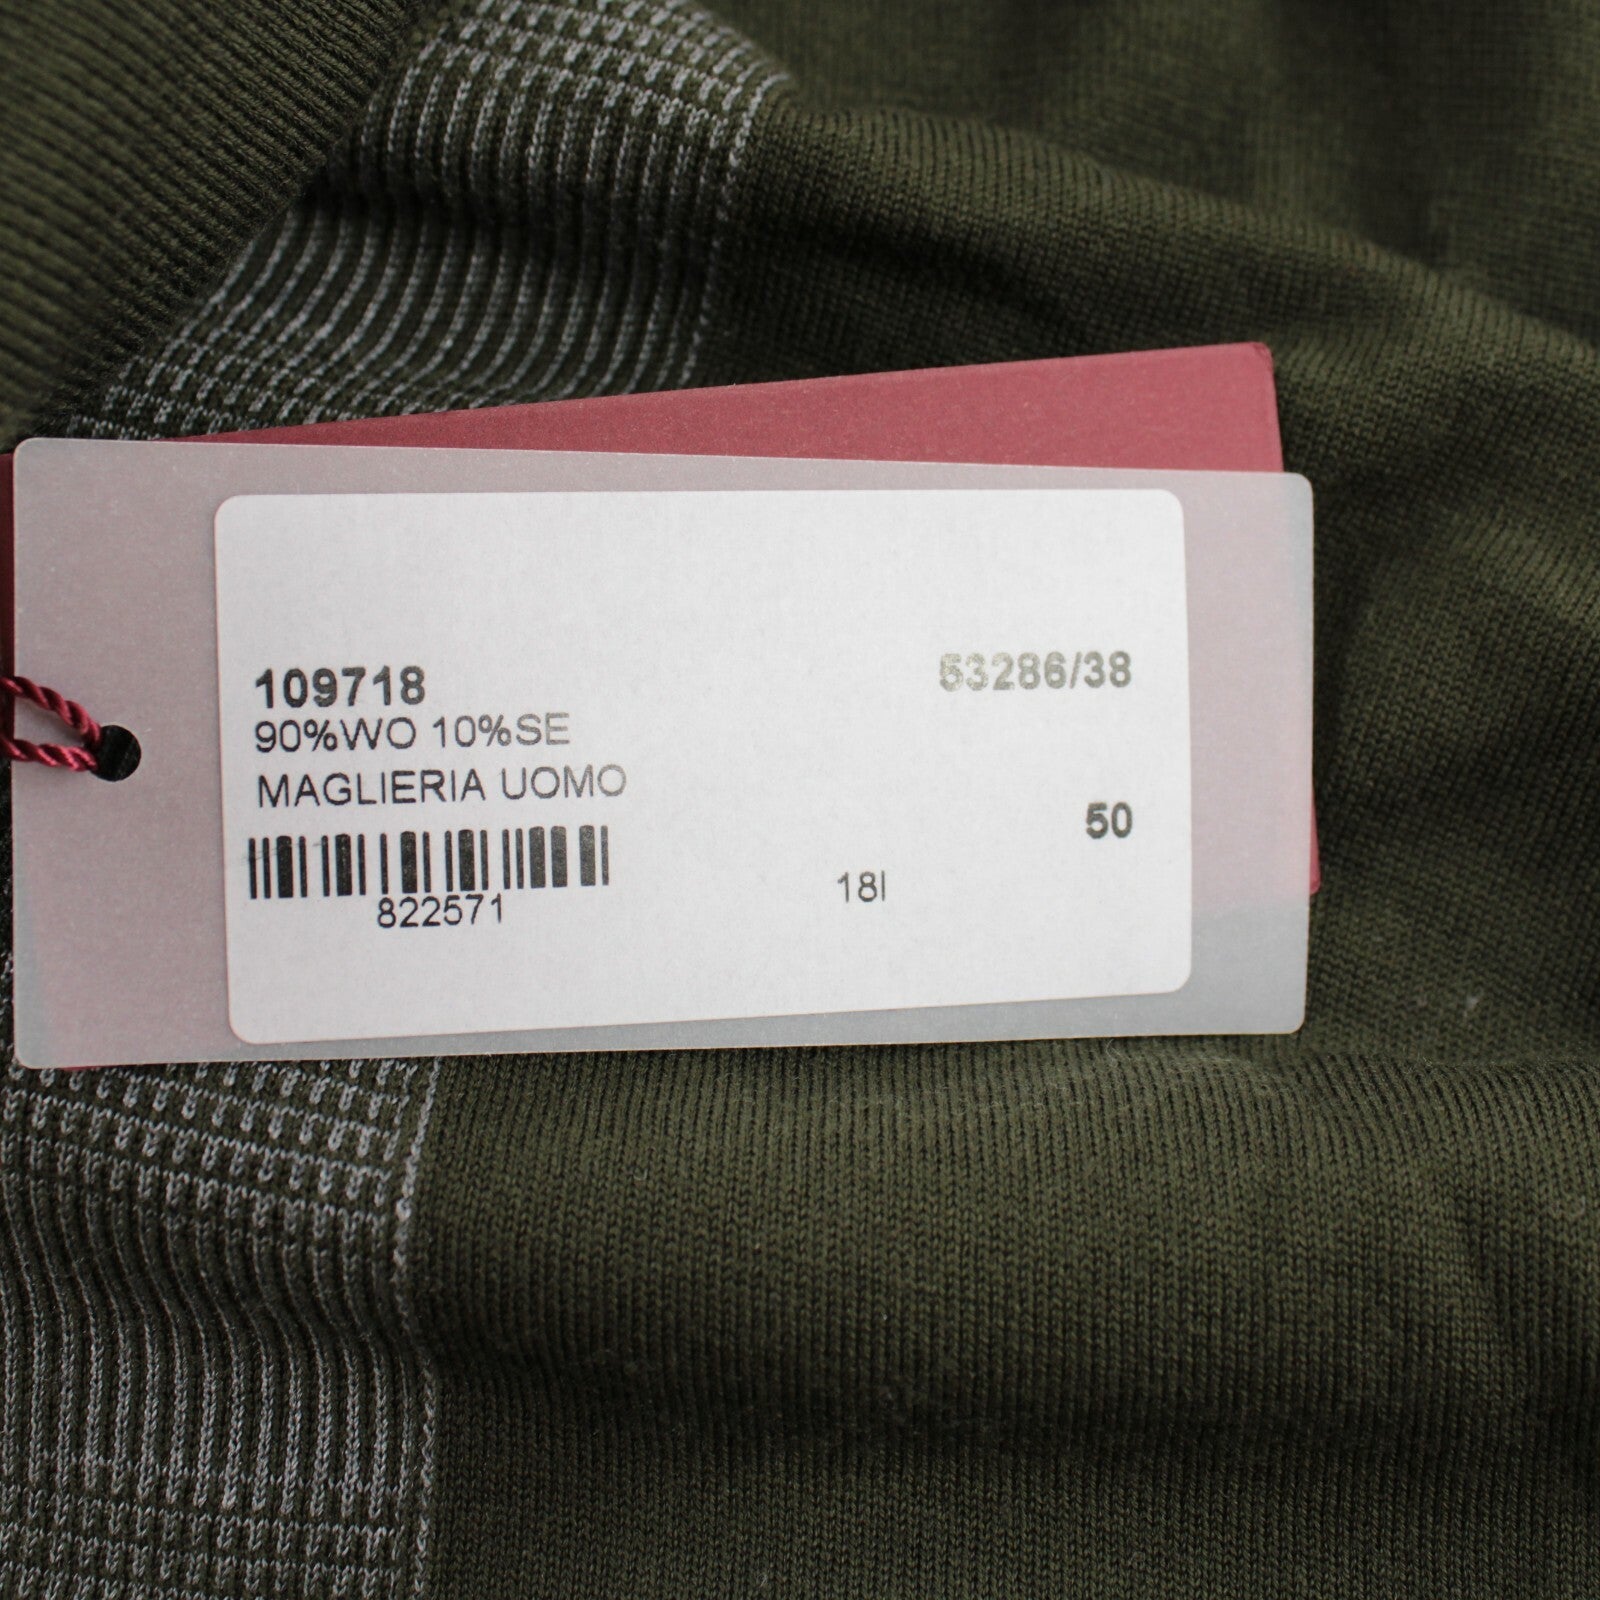 109718 53286/38
90%WO 10%SE
MAGLIERIA UOMO
50
822571 18I